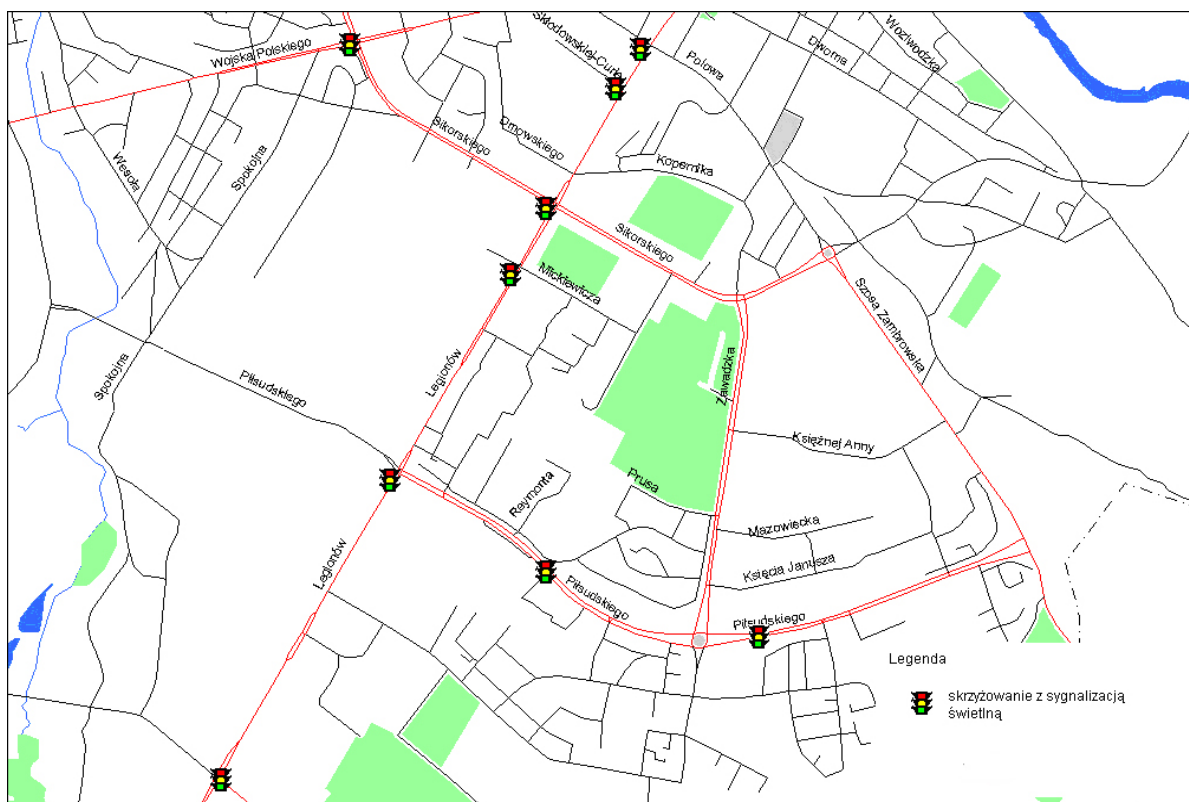 Wojska Polskiego
Skłodowskiej-Curie
Polowa
Dworna
Woziwodzka
Sikorskiego
Dmowskiego
Kopernika
Wesoła
Spokojna
Sikorskiego
Mickiewicza
Szosa Zambrowska
Spokojna
Piłsudskiego
Legionów
Zawadzka
Księżnej Anny
Reymonta
Prusa
Mazowiecka
Legionów
Księcia Janusza
Piłsudskiego
Piłsudskiego
Legenda
skrzyżowanie z sygnalizacją
świetlną